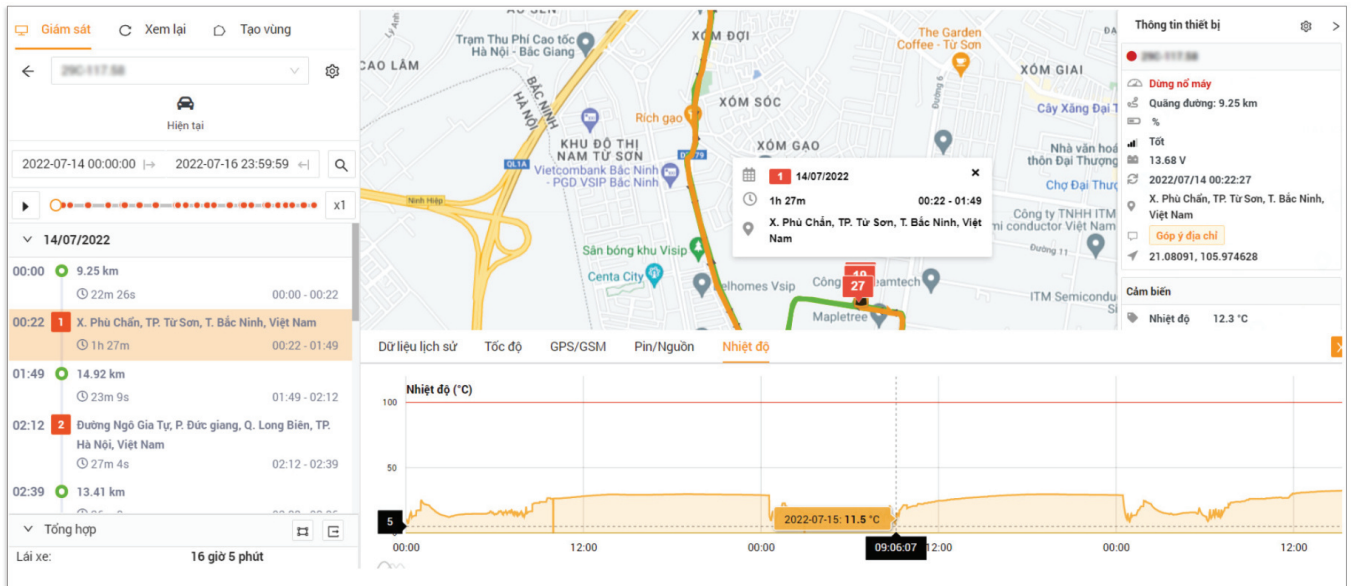 Giám sát
Xem lại
Tạo vùng
Hiện tại
2022-07-14 00:00:00
2022-07-16 23:59:59
x1
14/07/2022
00:00
9.25 km
22m 26s
00:00 - 00:22
00:22
1
X. Phù Chẩn, TP. Từ Sơn, T. Bắc Ninh, Việt Nam
1h 27m
00:22 - 01:49
01:49
14.92 km
23m 9s
01:49 - 02:12
02:12
2
Đường Ngô Gia Tự, P. Đức giang, Q. Long Biên, TP.
Hà Nội, Việt Nam
27m 4s
02:12 - 02:39
02:39
13.41 km
Tổng hợp
Lái xe:
16 giờ 5 phút
Trạm Thu Phí Cao tốc
Hà Nội - Bắc Giang
CAO LÂM
BẮC NINH
HÀ NỘI
XÓM ĐỢI
The Garden
Coffee - Từ Sơn
XÓM GIAI
Đường 6
XÓM SÓC
Rích gạo
Cây Xăng Đại
KHU ĐÔ THỊ
NAM TỪ SƠN
XÓM GẠO
QL1A
Vietcombank Bắc Ninh
- PGD VSIP Bắc Ninh
Nhà văn hoá
thôn Đại Thượng
Chợ Đại
Ninh Hiệp
1
14/07/2022
×
1h 27m
00:22 - 01:49
X. Phù Chẩn, TP. Từ Sơn, T. Bắc Ninh, Việt
Nam
Công ty TNHH ITM
conductor Việt Nam
Đường 11
Sân bóng khu Visip
Centa City
homes Vsip
27
Mapletree
ITM
Thông tin thiết bị
Dừng nổ máy
Quãng đường: 9.25 km
%
Tốt
13.68 V
2022/07/14 00:22:27
X. Phù Chẩn, TP. Từ Sơn, T. Bắc Ninh,
Việt Nam
Góp ý địa chỉ
21.08091, 105.974628
Cảm biến
Nhiệt độ
12.3 °C
Dữ liệu lịch sử
Tốc độ
GPS/GSM
Pin/Nguồn
Nhiệt độ
Nhiệt độ (°C)
100
50
5
2022-07-15: 11.5 °C
00:00
12:00
00:00
09:06:07
12:00
00:00
12:00